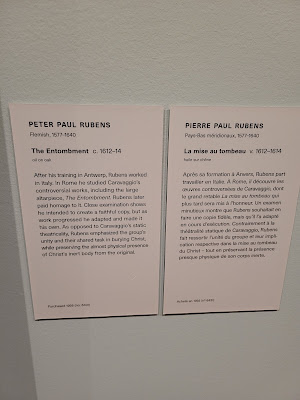 PETER PAUL RUBENS
Flemish, 1577-1640
The Entombment c. 1612–14
oil on oak
After his training in Antwerp, Rubens worked
in Italy. In Rome he studied Caravaggio's
controversial works, including the large
altarpiece, The Entombment. Rubens later
paid homage to it. Close examination shows
he intended to create a faithful copy, but as
work progressed he adapted and made it
his own. As opposed to Caravaggio's static
theatricality, Rubens emphasized the group's
unity and their shared task in burying Christ,
while preserving the almost physical presence
of Christ's inert body from the original.
PIERRE PAUL RUBENS
Pays-Bas méridionaux, 1577-1640
La mise au tombeau v. 1612–1614
huile sur chêne
Après sa formation à Anvers, Rubens part
travailler en Italie. À Rome, il découvre les
œuvres controversées de Caravaggio, dont
le grand retable La mise au tombeau qui
plus tard sera mis à l'honneur. Un examen
minutieux montre que Rubens souhaitait en
faire une copie fidèle, mais qu'il l'a adapté
en cours d'exécution. Contrairement à la
théâtralité statique de Caravaggio, Rubens
fait ressortir l'unité du groupe et leur impli-
cation respective dans la mise au tombeau
du Christ – tout en préservant la présence
presque physique de son corps inerte.